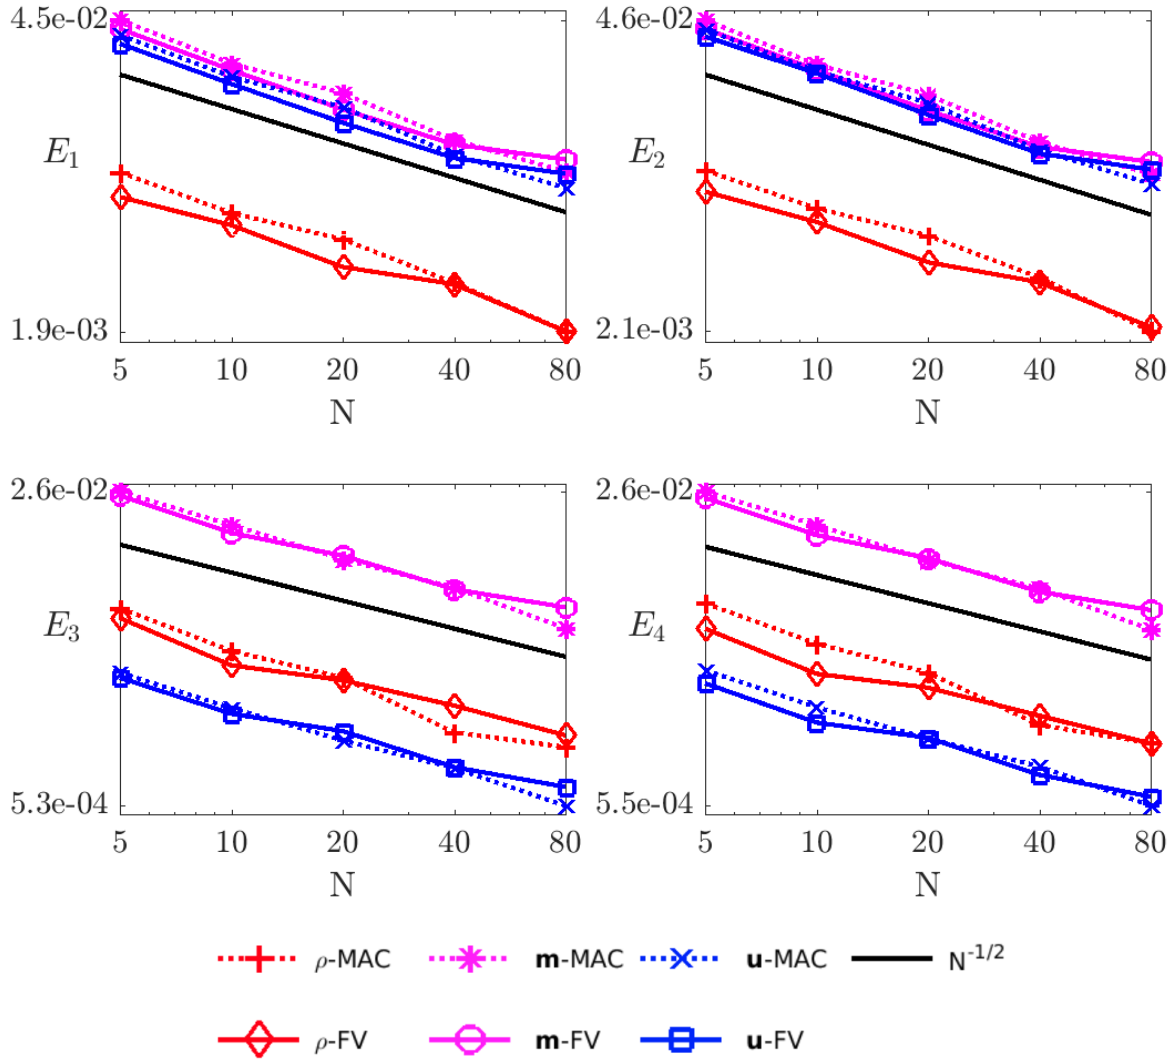 4.5e-02
E₁
1.9e-03
5 10 20 40 80
N
4.6e-02
E₂
2.1e-03
5 10 20 40 80
N
2.6e-02
E₃
5.3e-04
5 10 20 40 80
N
2.6e-02
E₄
5.5e-04
5 10 20 40 80
N
ρ-MAC
m-MAC
u-MAC
N⁻¹/²
ρ-FV
m-FV
u-FV